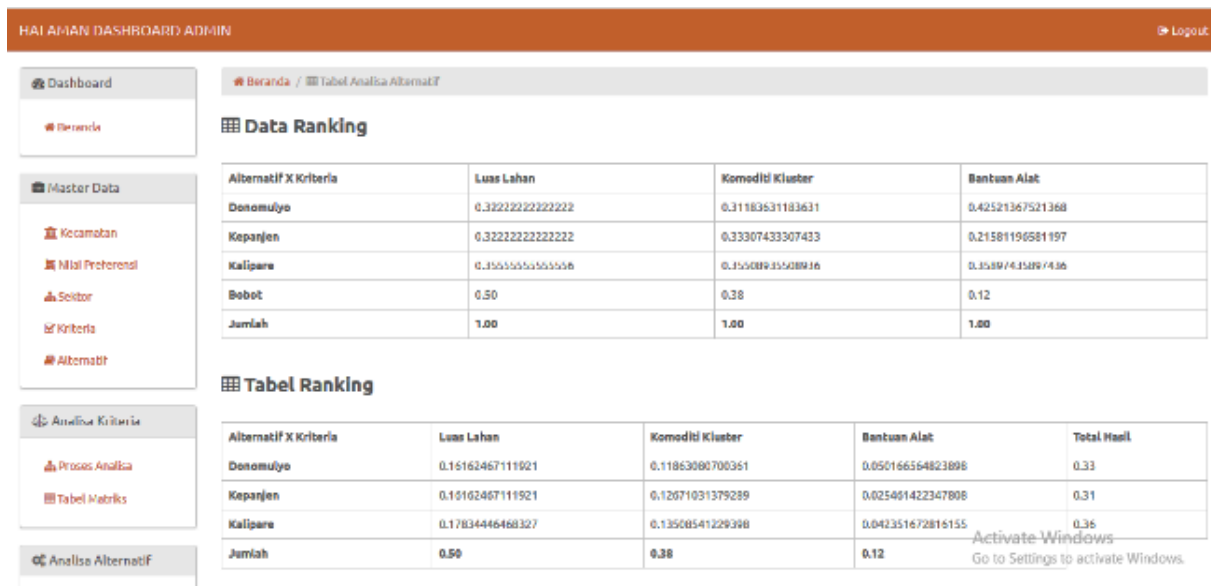 HALAMAN DASHBOARD ADMIN
Logout
Dashboard
Beranda
Master Data
Kecamatan
Nilai Preferensi
Sektor
Kriteria
Alternatif
Analisa Kriteria
Proses Analisa
Tabel Matriks
Analisa Alternatif
Beranda / Tabel Analisa Alternatif
Data Ranking
Alternatif X Kriteria Luas Lahan Komoditi Kluster Bantuan Alat
Donomulyo 0.32222222222222 0.31183631183631 0.42521367521368
Kepanjen 0.32222222222222 0.33307433307433 0.21581196581197
Kalipare 0.35555555555556 0.35508935508936 0.35897435897436
Bobot 0.50 0.38 0.12
Jumlah 1.00 1.00 1.00
Tabel Ranking
Alternatif X Kriteria Luas Lahan Komoditi Kluster Bantuan Alat Total Hasil
Donomulyo 0.16162467111921 0.11863080700361 0.050166564823898 0.33
Kepanjen 0.16162467111921 0.12671031379289 0.025461422347808 0.31
Kalipare 0.17834446468327 0.13508541229398 0.042351672816155 0.36
Jumlah 0.50 0.38 0.12
Activate Windows
Go to Settings to activate Windows.